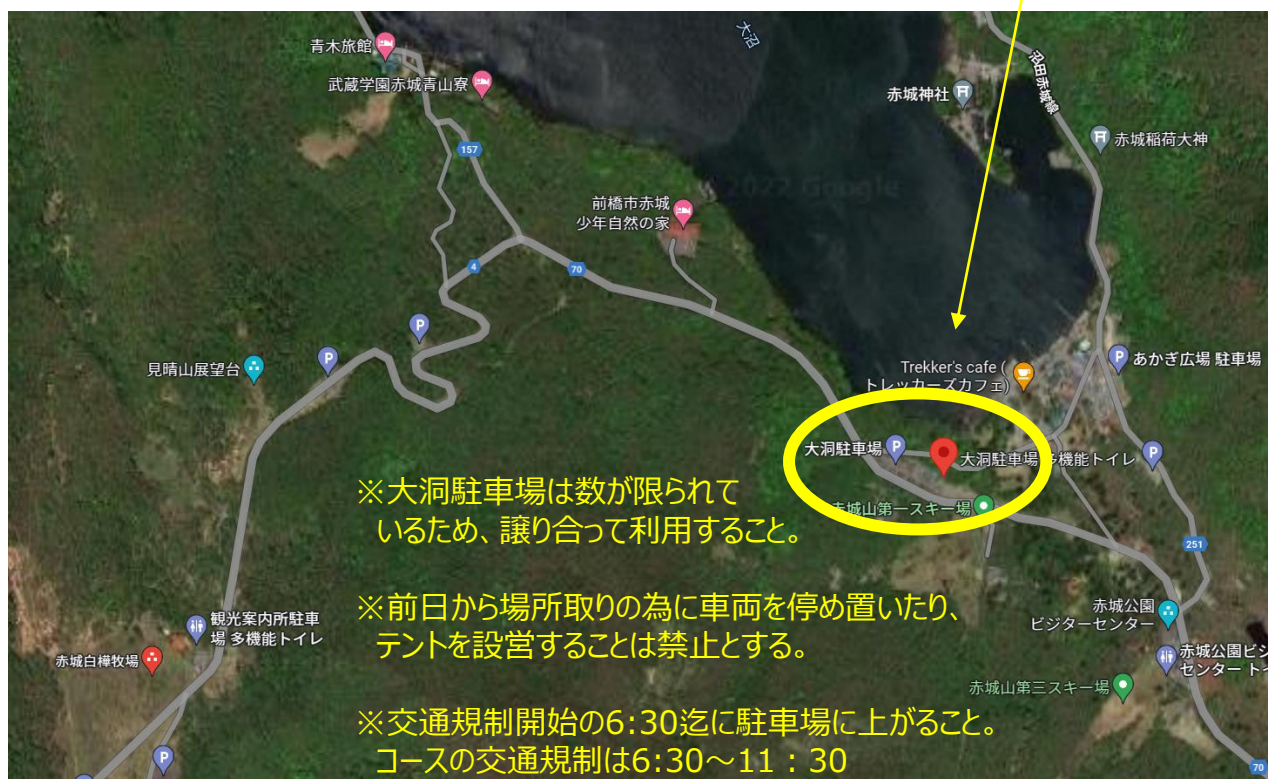 青木旅館
大沼
武蔵学園赤城青山寮
赤城神社
沼田赤城線
赤城稲荷大神
157
2022 Google
前橋市赤城
少年自然の家
4
70
見晴山展望台
P
P
Trekker's cafe (
トレッカーズカフェ)
P
あかぎ広場 駐車場
大洞駐車場
P
大洞駐車場 多機能トイレ
P
※大洞駐車場は数が限られて
いるため、譲り合って利用すること。
赤城山第一スキー場
251
※前日から場所取りの為に車両を停め置いたり、
テントを設営することは禁止とする。
観光案内所駐車
場 多機能トイレ
赤城公園
ビジターセンター
赤城白樺牧場
赤城公園ビジ
センター トイ
赤城山第三スキー場
※交通規制開始の6:30迄に駐車場に上がること。
コースの交通規制は6:30～11：30
P
P
70